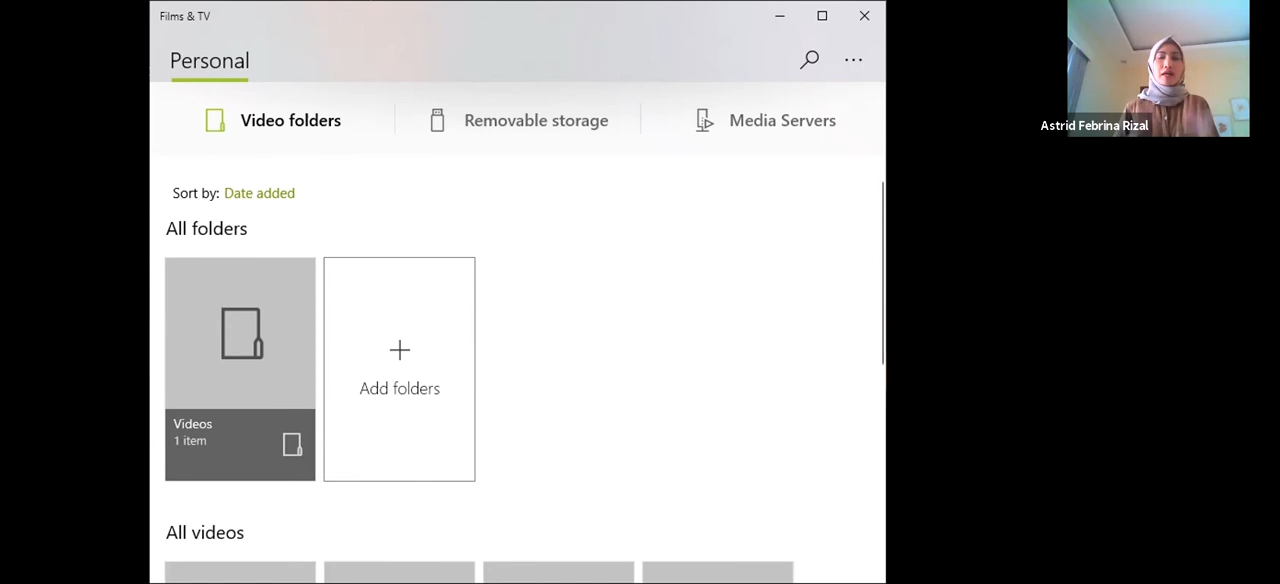 Films & TV
Personal
Video folders
Removable storage
Media Servers
Astrid Febrina Rizal
Sort by: Date added
All folders
Add folders
Videos
1 item
All videos